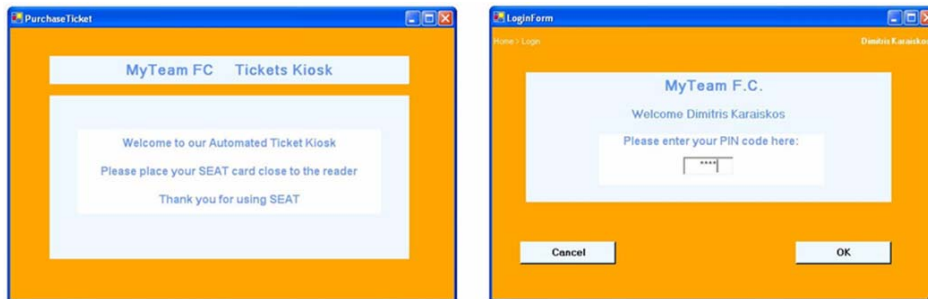 PurchaseTicket
MyTeam FC Tickets Kiosk
Welcome to our Automated Ticket Kiosk
Please place your SEAT card close to the reader
Thank you for using SEAT
LoginForm
Home > Login
Dimitris Karaiskos
MyTeam F.C.
Welcome Dimitris Karaiskos
Please enter your PIN code here:
****
Cancel
OK